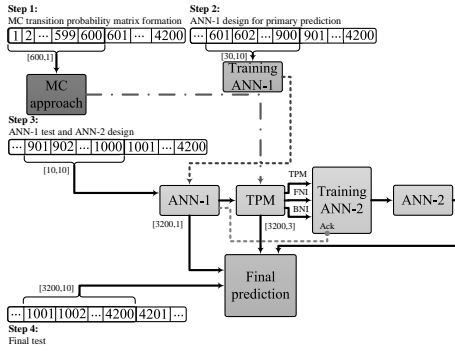 Step 1:
MC transition probability matrix formation
1 2 ... 599 600 601 ... 4200
[600,1]
MC approach
Step 2:
ANN-1 design for primary prediction
... 601 602 ... 900 901 ... 4200
[30,10]
Training ANN-1
Step 3:
ANN-1 test and ANN-2 design
... 901 902 ... 1000 1001 ... 4200
[10,10]
ANN-1
TPM
TPM
FNI
BNI
Training ANN-2
Ack
ANN-2
[3200,1]
[3200,3]
Final prediction
[3200,10]
... 1001 1002 ... 4200 4201 ...
Step 4:
Final test